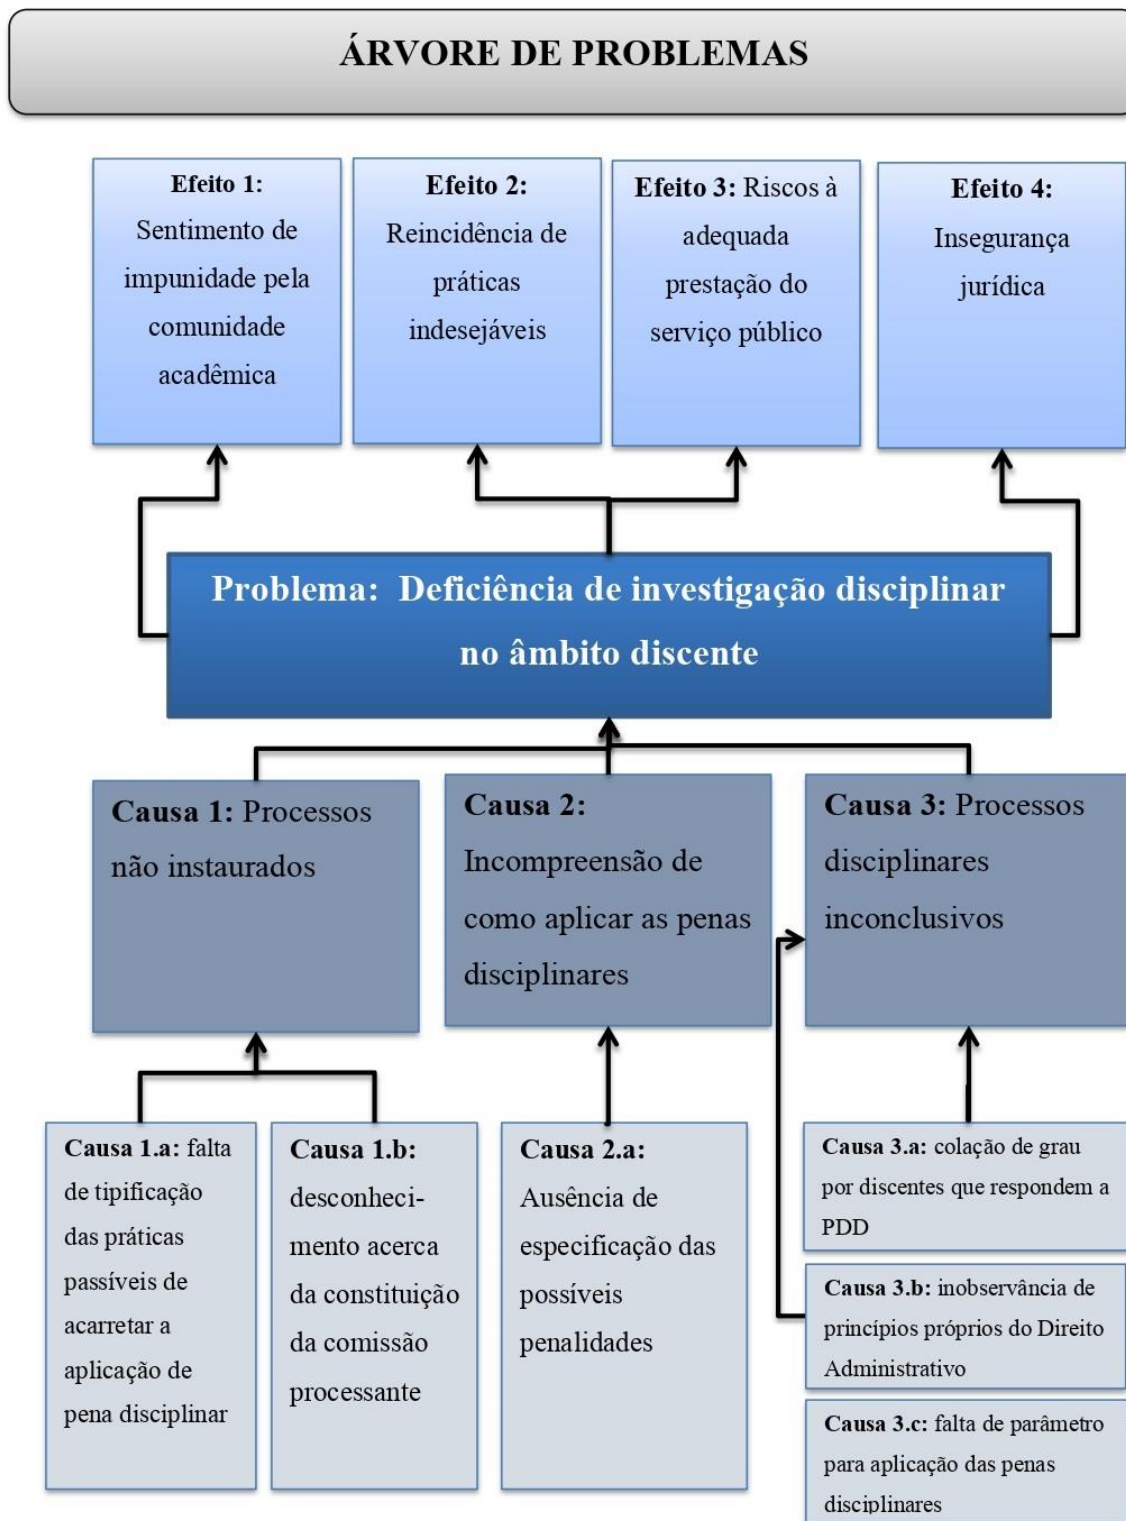 ÁRVORE DE PROBLEMAS
Efeito 1:
Sentimento de
impunidade pela
comunidade
acadêmica
Efeito 2:
Reincidência de
práticas
indesejáveis
Efeito 3: Riscos à
adequada
prestação do
serviço público
Efeito 4:
Insegurança
jurídica
Problema: Deficiência de investigação disciplinar
no âmbito discente
Causa 1: Processos
não instaurados
Causa 2:
Incompreensão de
como aplicar as penas
disciplinares
Causa 3: Processos
disciplinares
inconclusivos
Causa 1.a: falta
de tipificação
das práticas
passíveis de
acarretar a
aplicação de
pena disciplinar
Causa 1.b:
desconheci-
mento acerca
da constituição
da comissão
processante
Causa 2.a:
Ausência de
especificação das
possíveis
penalidades
Causa 3.a: colação de grau
por discentes que respondem a
PDD
Causa 3.b: inobservância de
princípios próprios do Direito
Administrativo
Causa 3.c: falta de parâmetro
para aplicação das penas
disciplinares